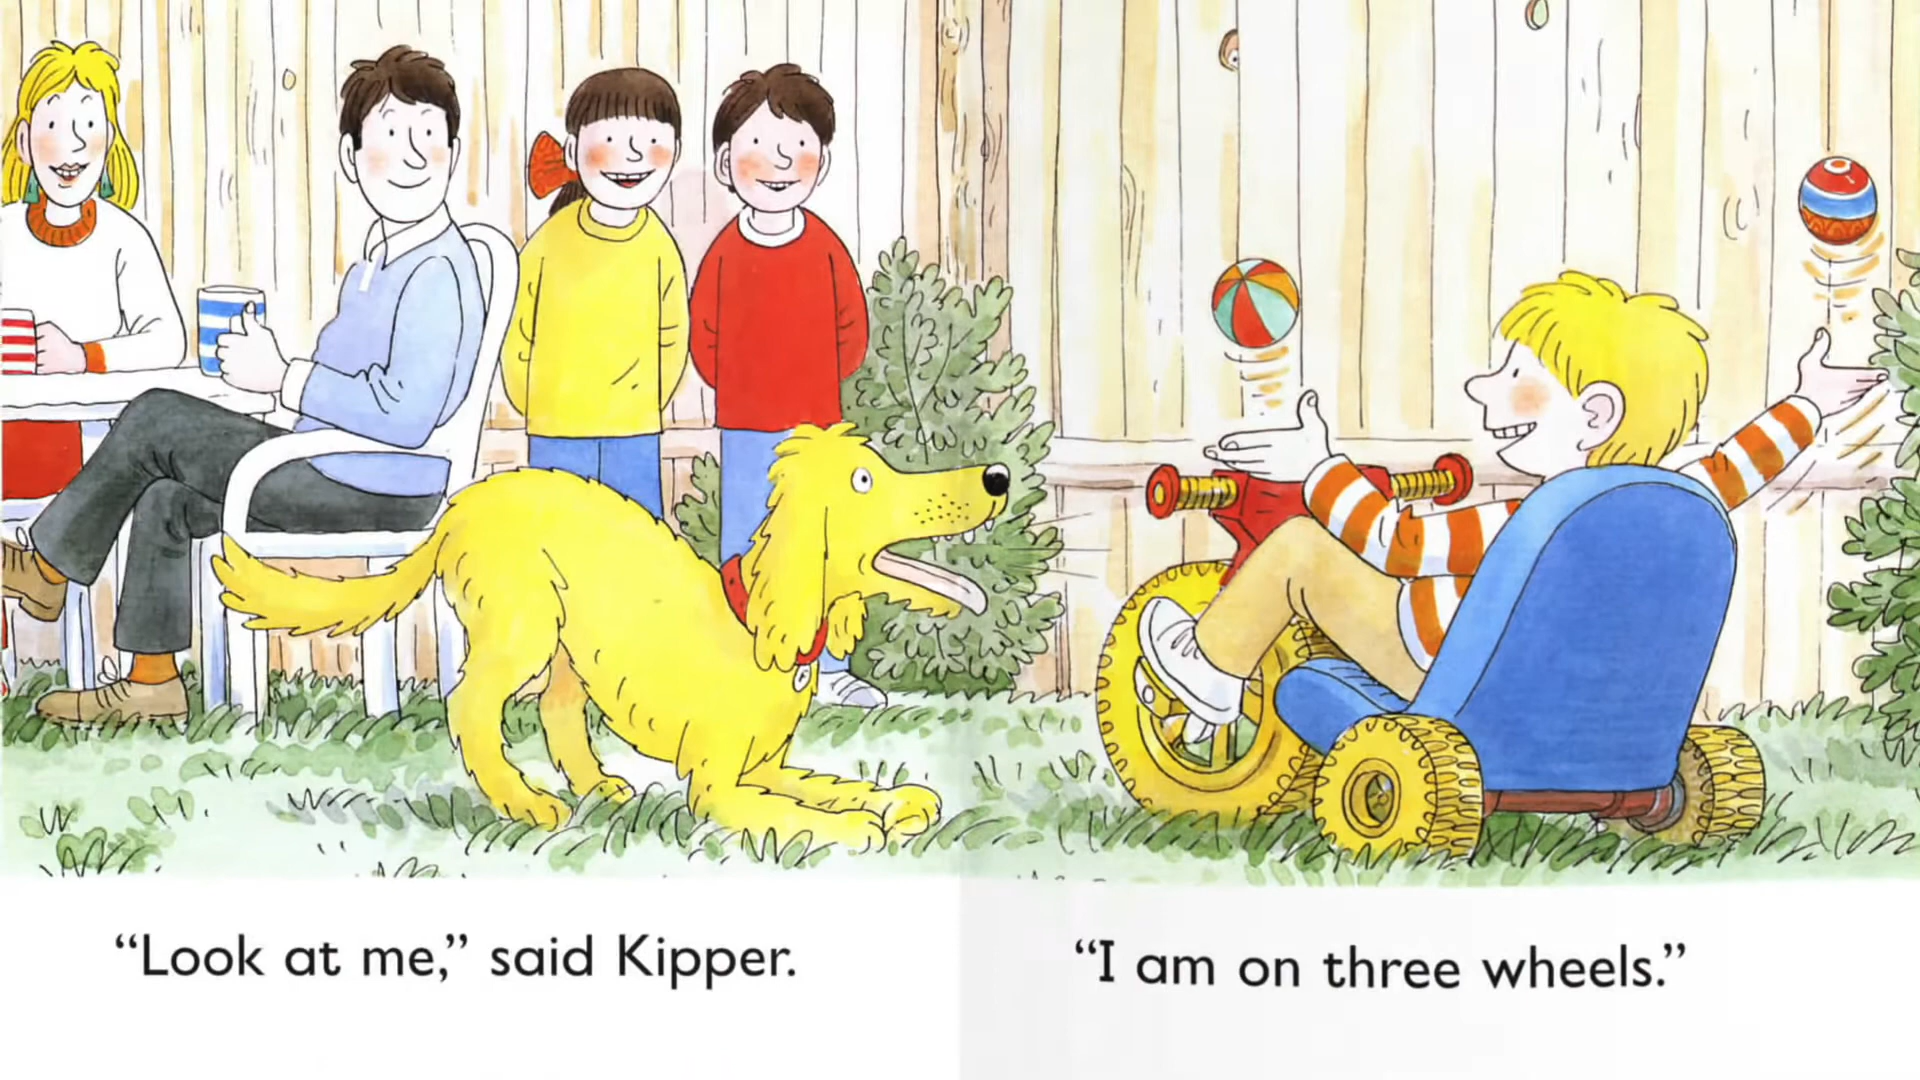 “Look at me,” said Kipper.
“I am on three wheels.”